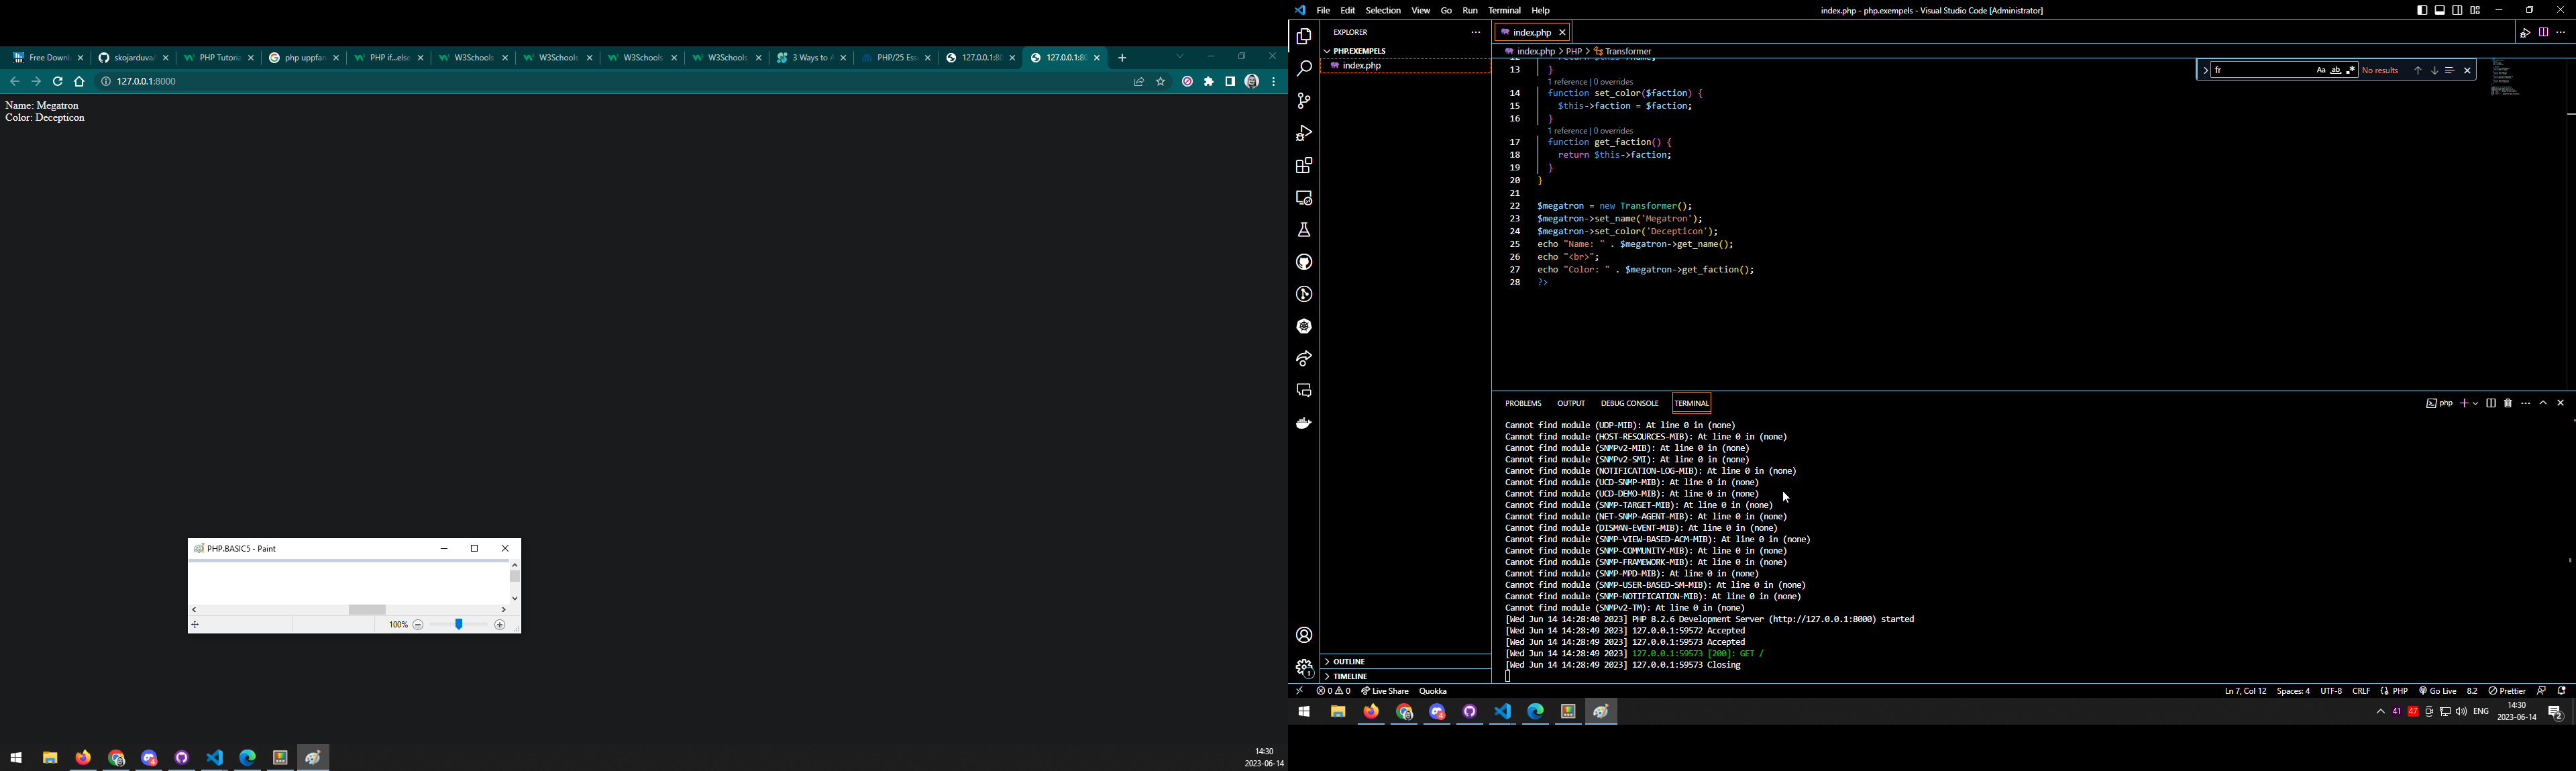 Free Downl
skojarduva/
PHP Tutoria
php uppfan
PHP if...else
W3Schools
W3Schools
W3Schools
W3Schools
3 Ways to A
PHP/25 Ess
127.0.0.1:80
127.0.0.1:80
127.0.0.1:8000
Name: Megatron
Color: Decepticon
PHP.BASIC5 - Paint
100%
14:30
2023-06-14
File Edit Selection View Go Run Terminal Help
index.php - php.exempels - Visual Studio Code [Administrator]
EXPLORER
PHP.EXEMPELS
index.php
OUTLINE
TIMELINE
index.php
index.php > PHP > Transformer
fr
Aa ab .*
No results
13 }
1 reference | 0 overrides
14 function set_color($faction) {
15 $this->faction = $faction;
16 }
1 reference | 0 overrides
17 function get_faction() {
18 return $this->faction;
19 }
20 }
21
22 $megatron = new Transformer();
23 $megatron->set_name('Megatron');
24 $megatron->set_color('Decepticon');
25 echo "Name: " . $megatron->get_name();
26 echo "<br>";
27 echo "Color: " . $megatron->get_faction();
28 ?>
PROBLEMS OUTPUT DEBUG CONSOLE TERMINAL
php
Cannot find module (UDP-MIB): At line 0 in (none)
Cannot find module (HOST-RESOURCES-MIB): At line 0 in (none)
Cannot find module (SNMPv2-MIB): At line 0 in (none)
Cannot find module (SNMPv2-SMI): At line 0 in (none)
Cannot find module (NOTIFICATION-LOG-MIB): At line 0 in (none)
Cannot find module (UCD-SNMP-MIB): At line 0 in (none)
Cannot find module (UCD-DEMO-MIB): At line 0 in (none)
Cannot find module (SNMP-TARGET-MIB): At line 0 in (none)
Cannot find module (NET-SNMP-AGENT-MIB): At line 0 in (none)
Cannot find module (DISMAN-EVENT-MIB): At line 0 in (none)
Cannot find module (SNMP-VIEW-BASED-ACM-MIB): At line 0 in (none)
Cannot find module (SNMP-COMMUNITY-MIB): At line 0 in (none)
Cannot find module (SNMP-FRAMEWORK-MIB): At line 0 in (none)
Cannot find module (SNMP-MPD-MIB): At line 0 in (none)
Cannot find module (SNMP-USER-BASED-SM-MIB): At line 0 in (none)
Cannot find module (SNMP-NOTIFICATION-MIB): At line 0 in (none)
Cannot find module (SNMPv2-TM): At line 0 in (none)
[Wed Jun 14 14:28:40 2023] PHP 8.2.6 Development Server (http://127.0.0.1:8000) started
[Wed Jun 14 14:28:49 2023] 127.0.0.1:59572 Accepted
[Wed Jun 14 14:28:49 2023] 127.0.0.1:59573 Accepted
[Wed Jun 14 14:28:49 2023] 127.0.0.1:59573 [200]: GET /
[Wed Jun 14 14:28:49 2023] 127.0.0.1:59573 Closing
0 0 Live Share Quokka
Ln 7, Col 12 Spaces: 4 UTF-8 CRLF PHP Go Live 8.2 Prettier
41 47 ENG
14:30
2023-06-14
2